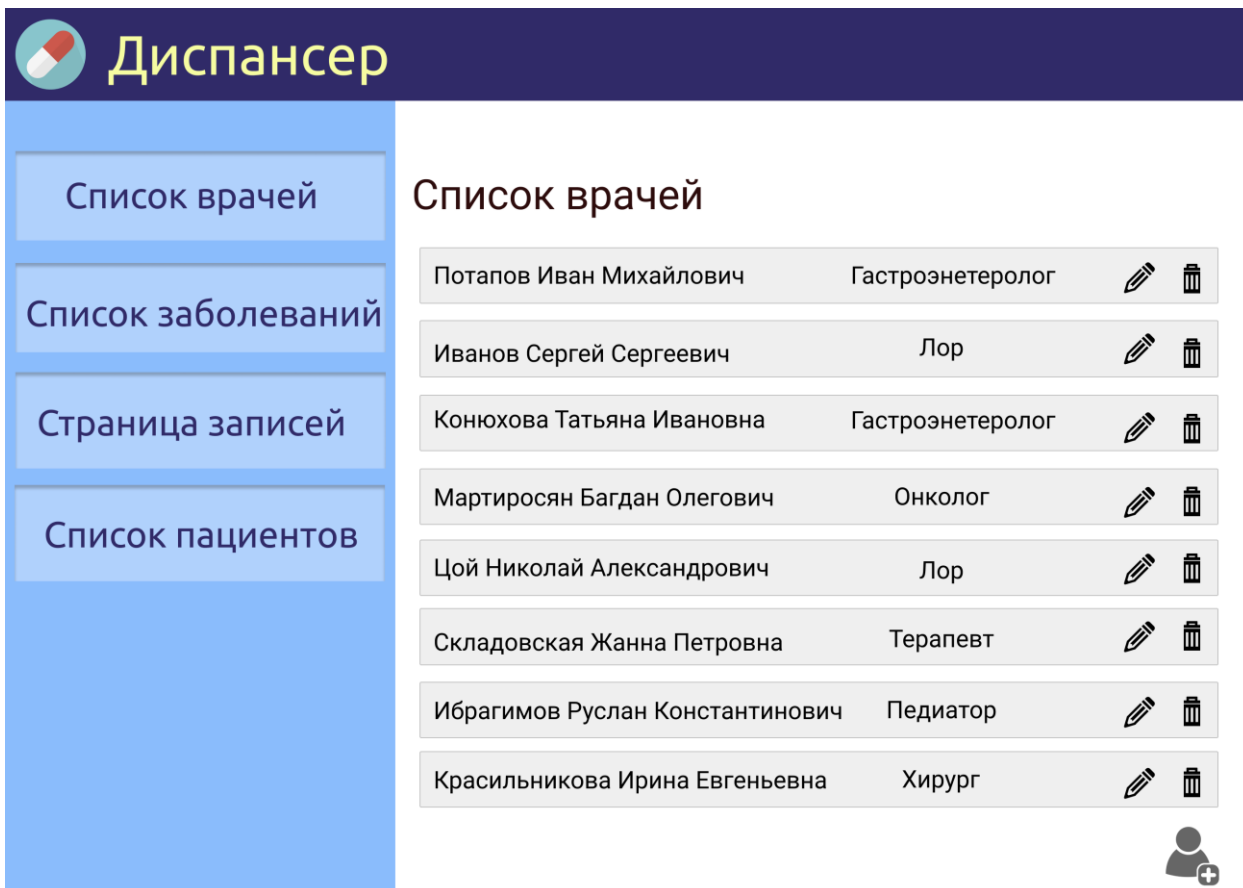 Диспансер
Список врачей
Список заболеваний
Страница записей
Список пациентов
Список врачей
Потапов Иван Михайлович Гастроэнетеролог
Иванов Сергей Сергеевич Лор
Конюхова Татьяна Ивановна Гастроэнетеролог
Мартиросян Багдан Олегович Онколог
Цой Николай Александрович Лор
Складовская Жанна Петровна Терапевт
Ибрагимов Руслан Константинович Педиатор
Красильникова Ирина Евгеньевна Хирург